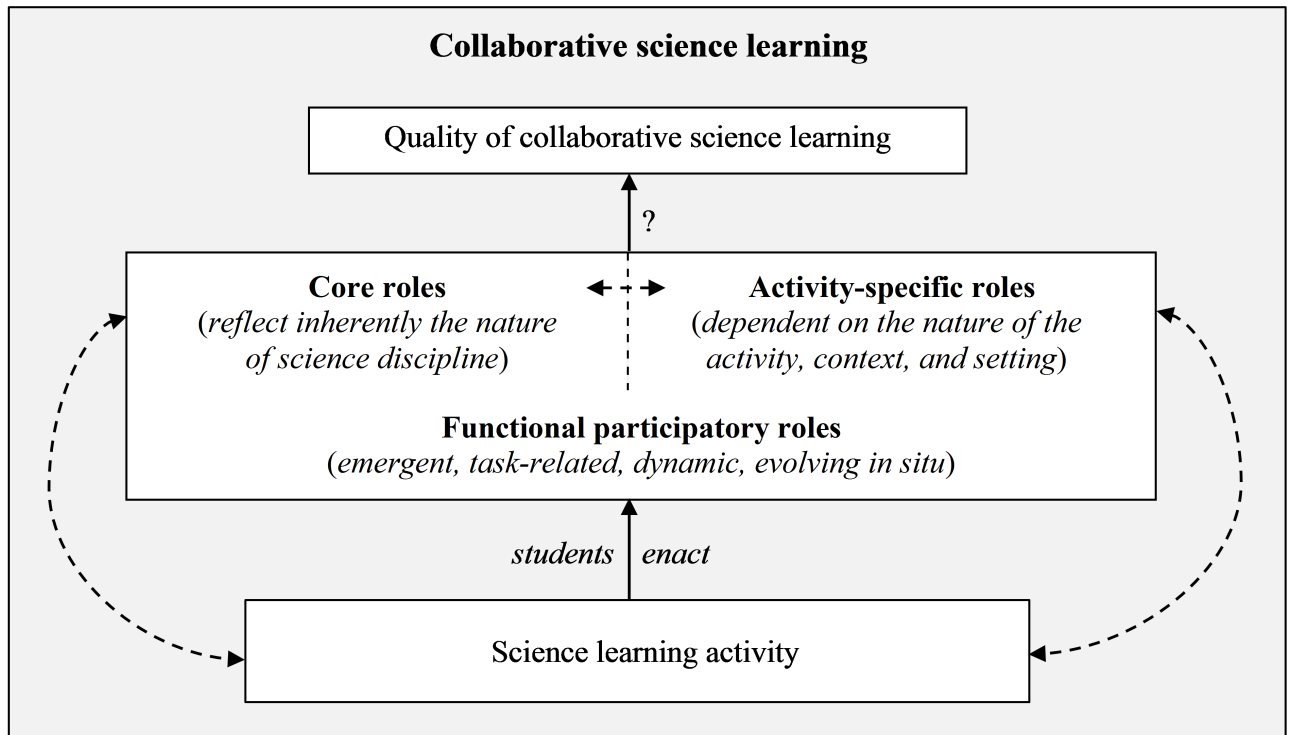 Collaborative science learning
Quality of collaborative science learning
?
Core roles
(reflect inherently the nature
of science discipline)
Activity-specific roles
(dependent on the nature of the
activity, context, and setting)
Functional participatory roles
(emergent, task-related, dynamic, evolving in situ)
students enact
Science learning activity